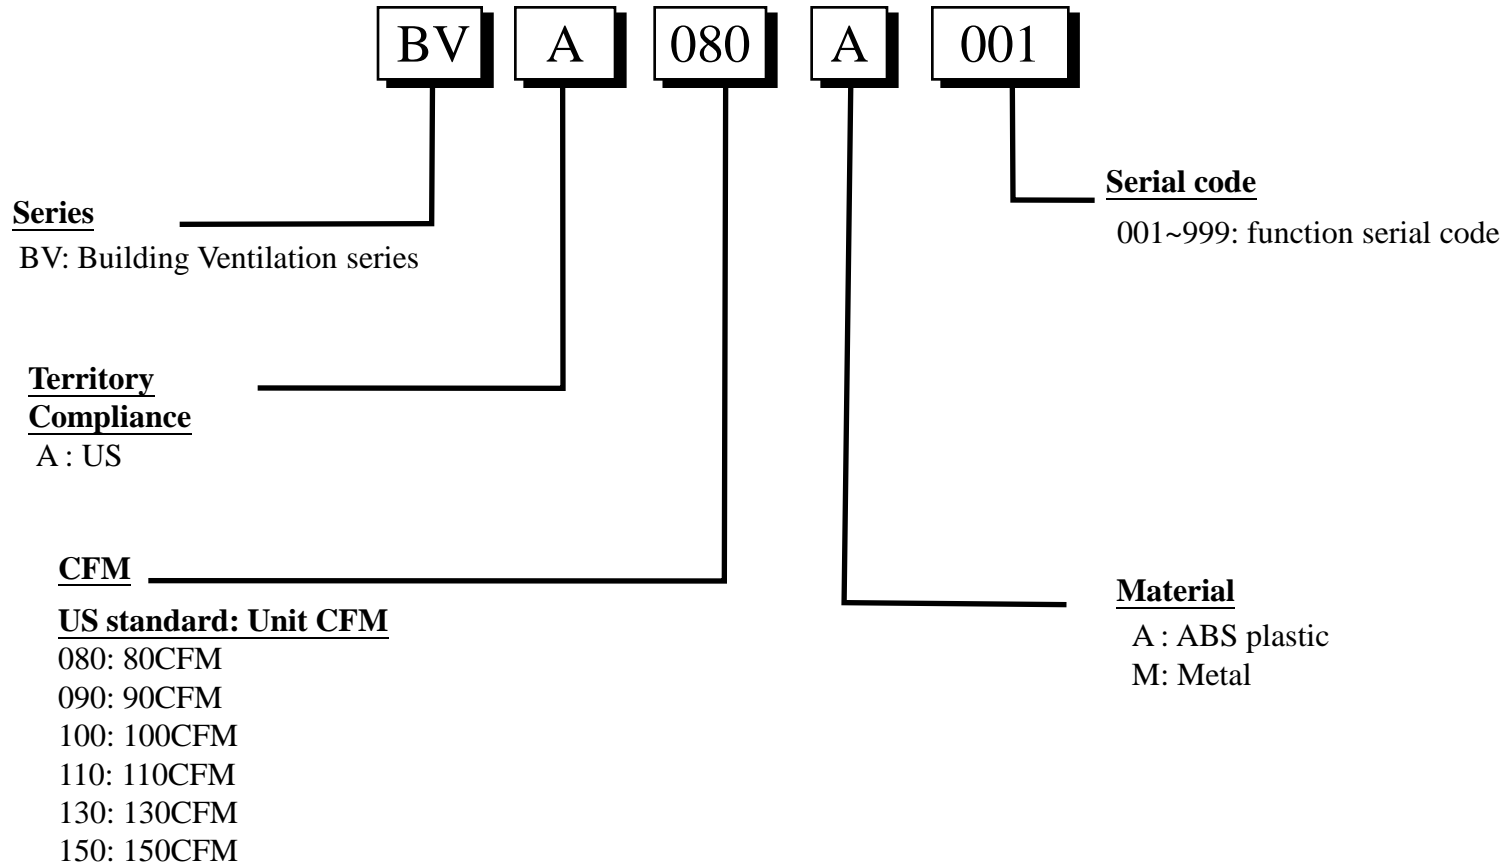 BV A 080 A 001
Serial code
001~999: function serial code
Series
BV: Building Ventilation series
Territory
Compliance
A : US
CFM
US standard: Unit CFM
080: 80CFM
090: 90CFM
100: 100CFM
110: 110CFM
130: 130CFM
150: 150CFM
Material
A : ABS plastic
M: Metal